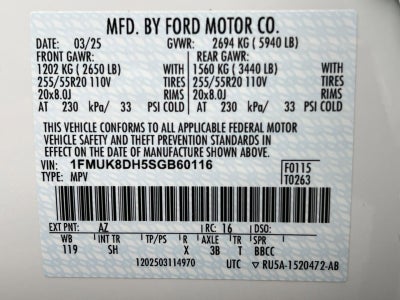 MFD. BY FORD MOTOR CO.
DATE: 03/25 GVWR: 2694 KG ( 5940 LB)
FRONT GAWR: REAR GAWR:
1202 KG ( 2650 LB) WITH 1560 KG ( 3440 LB) WITH
255/55R20 110V TIRES 255/55R20 110V TIRES
20x8.0J RIMS 20x8.0J RIMS
AT 230 kPa/ 33 PSI COLD AT 230 kPa/ 33 PSI COLD
THIS VEHICLE CONFORMS TO ALL APPLICABLE FEDERAL MOTOR
VEHICLE SAFETY AND THEFT PREVENTION STANDARDS IN
EFFECT ON THE DATE OF MANUFACTURE SHOWN ABOVE.
VIN: 1FMUK8DH5SGB60116 F0115
TYPE: MPV T0263
EXT PNT: AZ RC: 16 DSO:
WB INT TR TP/PS R AXLE TR SPR
119 SH X 3B T BBCC
1202503114970 UTC RU5A-1520472-AB